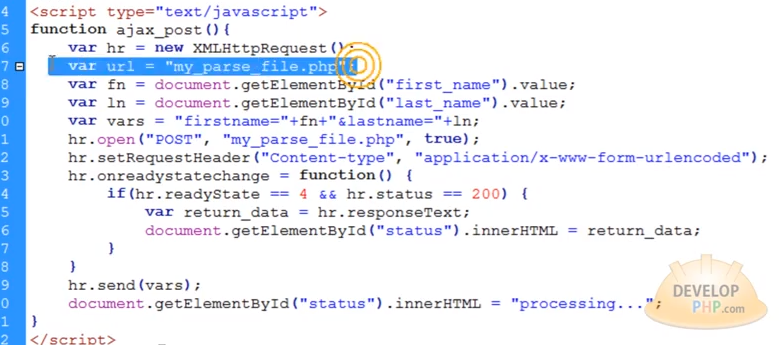 4 <script type="text/javascript">
5 function ajax_post(){
6 var hr = new XMLHttpRequest();
7 var url = "my_parse_file.php"
8 var fn = document.getElementById("first_name").value;
9 var ln = document.getElementById("last_name").value;
0 var vars = "firstname="+fn+"&lastname="+ln;
1 hr.open("POST", "my_parse_file.php", true);
2 hr.setRequestHeader("Content-type", "application/x-www-form-urlencoded");
3 hr.onreadystatechange = function() {
4 if(hr.readyState == 4 && hr.status == 200) {
5 var return_data = hr.responseText;
6 document.getElementById("status").innerHTML = return_data;
7 }
8 }
9 hr.send(vars);
0 document.getElementById("status").innerHTML = "processing...";
1 }
2 </script>
DEVELOP
PHP.com